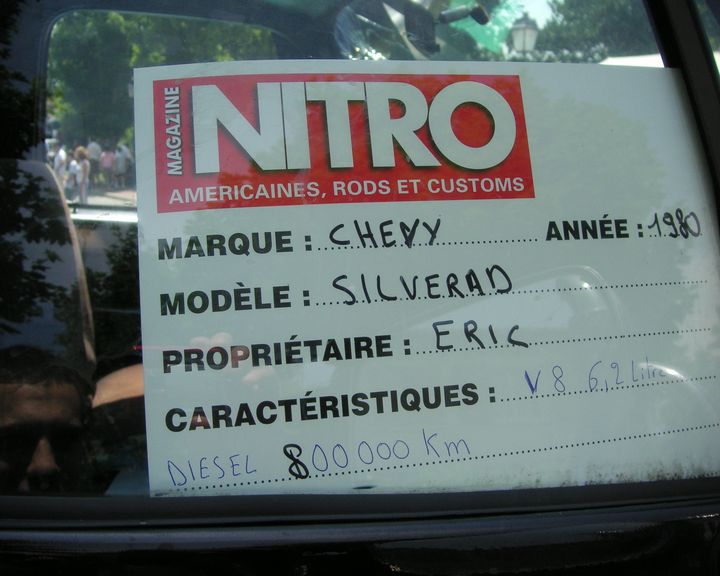 MAGAZINE
NITRO
AMERICAINES, RODS ET CUSTOMS
MARQUE : CHEVY ANNÉE : 1980
MODÈLE : SILVERAD
PROPRIÉTAIRE : ERIC
CARACTÉRISTIQUES : V8 6,2 Litre
DIESEL 800 000 Km